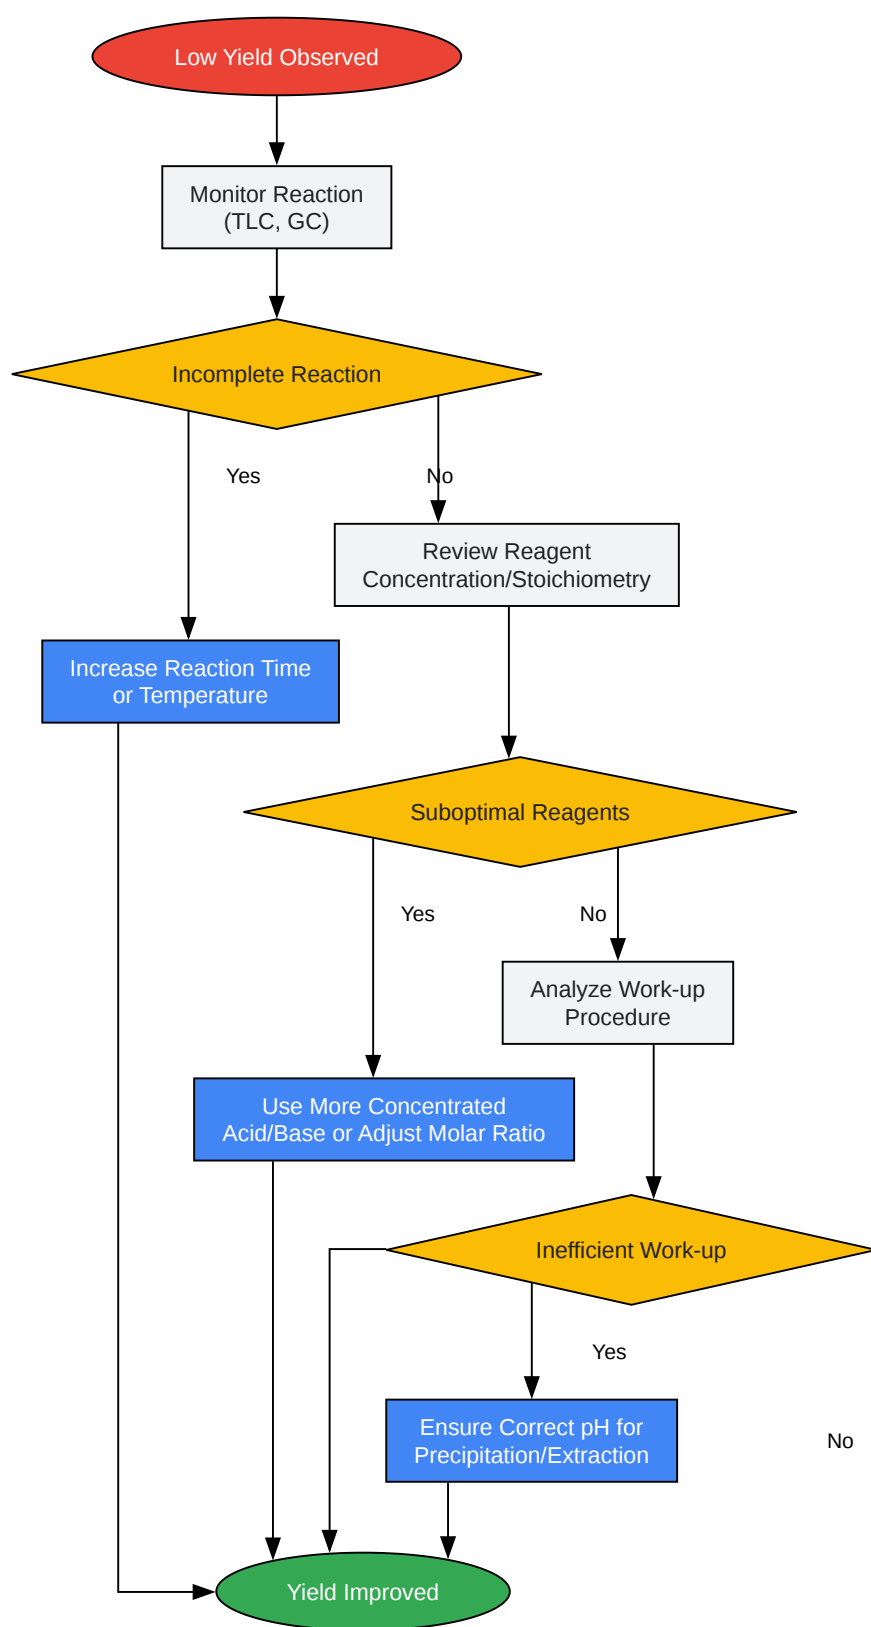 Low Yield Observed
Monitor Reaction
(TLC, GC)
Incomplete Reaction
Yes
No
Review Reagent
Concentration/Stoichiometry
Increase Reaction Time
or Temperature
Suboptimal Reagents
Yes
No
Analyze Work-up
Procedure
Use More Concentrated
Acid/Base or Adjust Molar Ratio
Inefficient Work-up
Yes
Ensure Correct pH for
Precipitation/Extraction
No
Yield Improved